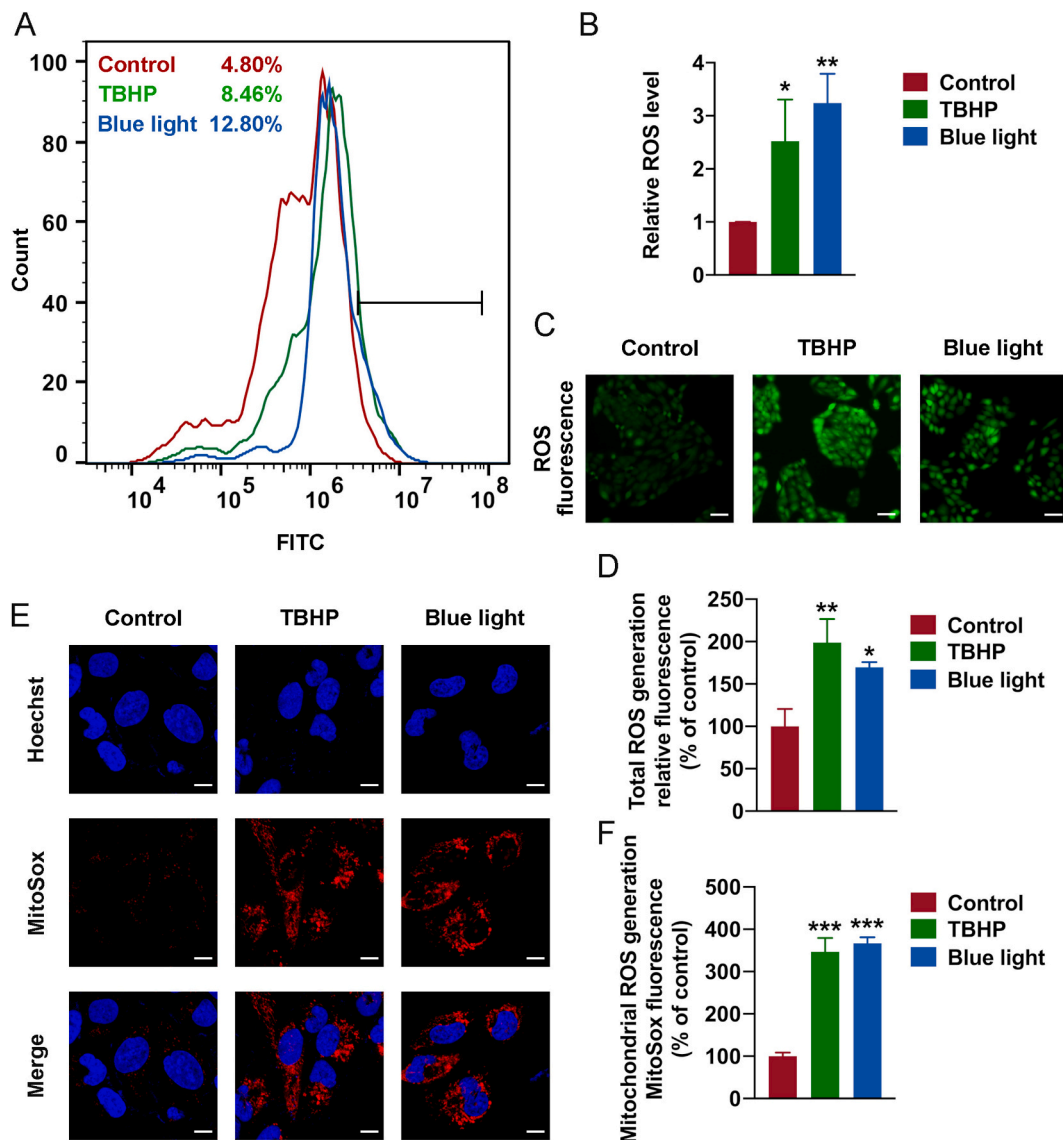 A
Control 4.80%
TBHP 8.46%
Blue light 12.80%
100
80
60
40
20
0
Count
10^4 10^5 10^6 10^7 10^8
FITC
B
4
3
2
1
0
Relative ROS level
* **
Control
TBHP
Blue light
C
Control TBHP Blue light
ROS
fluorescence
D
250
200
150
100
50
0
Total ROS generation
relative fluorescence
(% of control)
** *
Control
TBHP
Blue light
E
Control TBHP Blue light
Hoechst
MitoSox
Merge
F
500
400
300
200
100
0
Mitochondrial ROS generation
MitoSox fluorescence
(% of control)
*** ***
Control
TBHP
Blue light